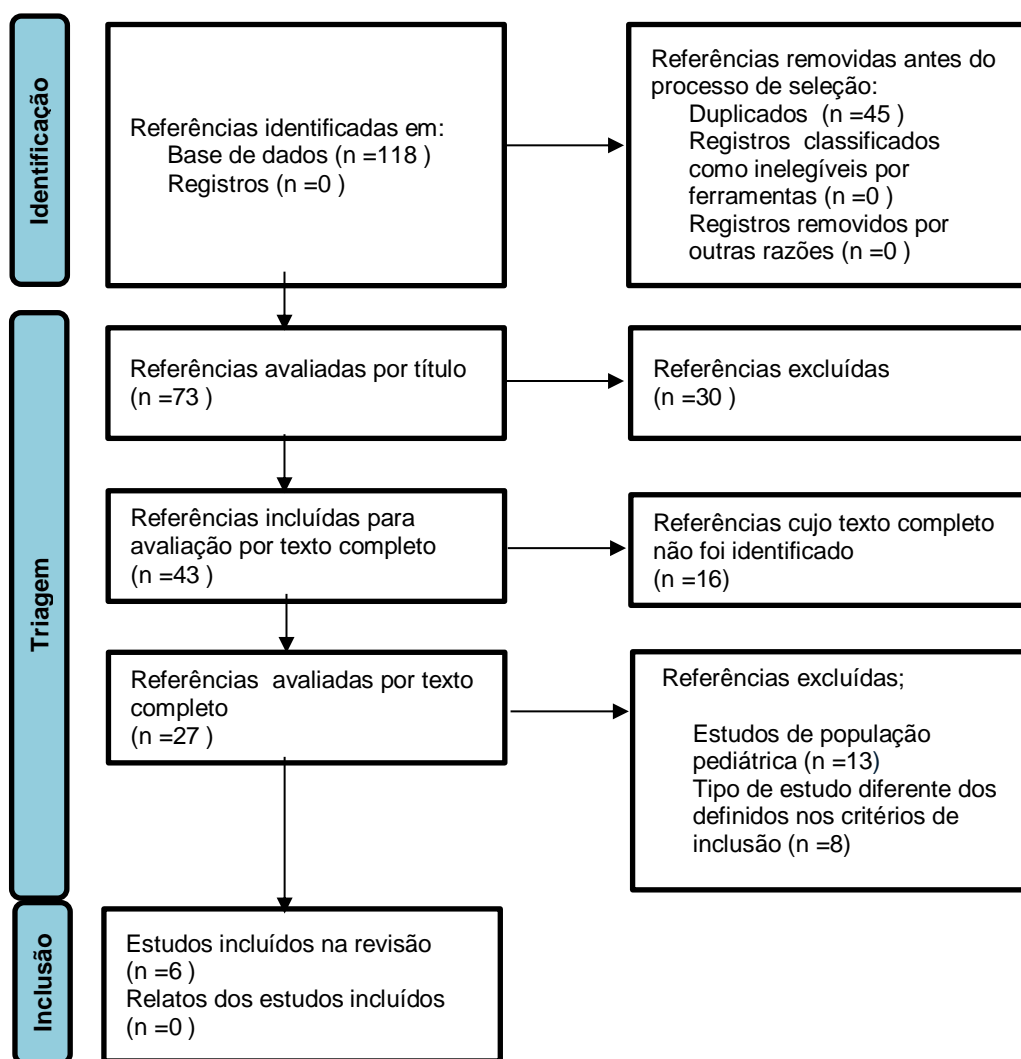 Identificação
Referências identificadas em:
Base de dados (n =118 )
Registros (n =0 )
Referências removidas antes do
processo de seleção:
Duplicados (n =45 )
Registros classificados
como inelegíveis por
ferramentas (n =0 )
Registros removidos por
outras razões (n =0 )
Triagem
Referências avaliadas por título
(n =73 )
Referências excluídas
(n =30 )
Referências incluídas para
avaliação por texto completo
(n =43 )
Referências cujo texto completo
não foi identificado
(n =16)
Referências avaliadas por texto
completo
(n =27 )
Referências excluídas;
Estudos de população
pediátrica (n =13)
Tipo de estudo diferente dos
definidos nos critérios de
inclusão (n =8)
Inclusão
Estudos incluídos na revisão
(n =6 )
Relatos dos estudos incluídos
(n =0 )